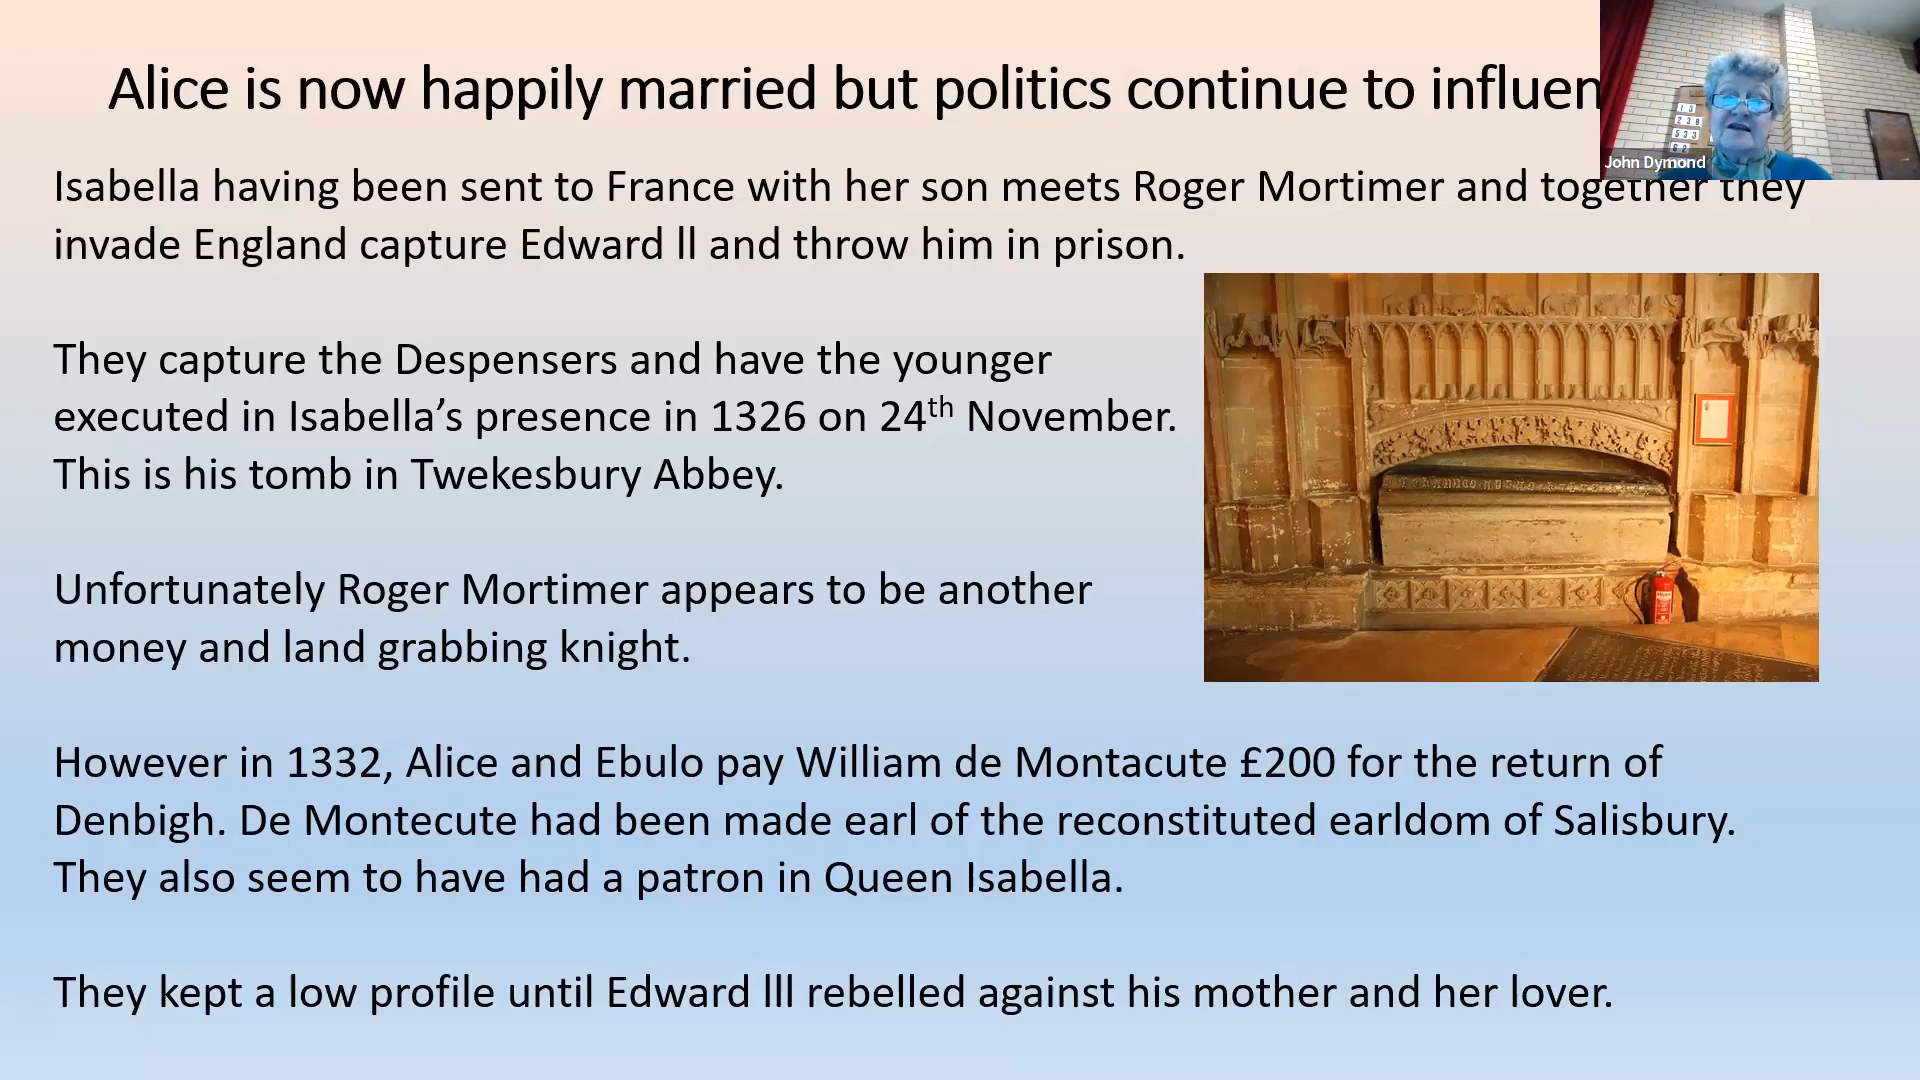 Alice is now happily married but politics continue to influen
John Dymond
Isabella having been sent to France with her son meets Roger Mortimer and together they
invade England capture Edward ll and throw him in prison.
They capture the Despensers and have the younger
executed in Isabella’s presence in 1326 on 24th November.
This is his tomb in Twekesbury Abbey.
Unfortunately Roger Mortimer appears to be another
money and land grabbing knight.
However in 1332, Alice and Ebulo pay William de Montacute £200 for the return of
Denbigh. De Montecute had been made earl of the reconstituted earldom of Salisbury.
They also seem to have had a patron in Queen Isabella.
They kept a low profile until Edward lll rebelled against his mother and her lover.